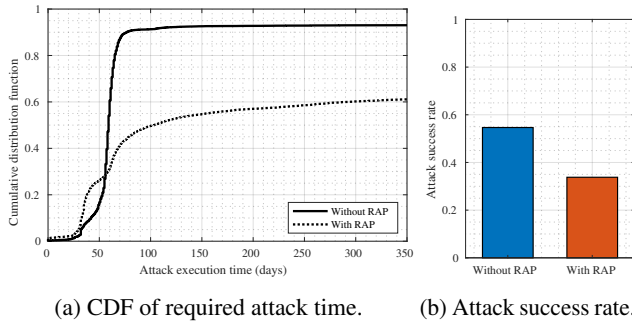 1
0.8
0.6
0.4
0.2
0
Cumulative distribution function
0 50 100 150 200 250 300 350
Attack execution time (days)
Without RAP
With RAP
(a) CDF of required attack time.
1
0.8
0.6
0.4
0.2
0
Attack success rate
Without RAP With RAP
(b) Attack success rate.